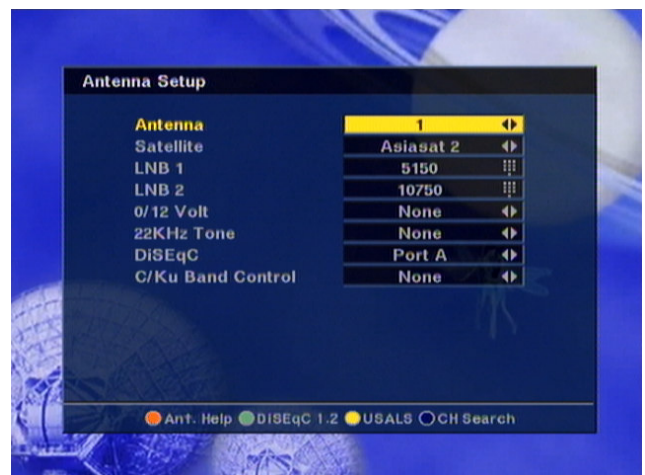 Antenna Setup
Antenna 1
Satellite Asiasat 2
LNB 1 5150
LNB 2 10750
0/12 Volt None
22KHz Tone None
DiSEqC Port A
C/Ku Band Control None
Ant. Help DiSEqC 1.2 USALS CH Search